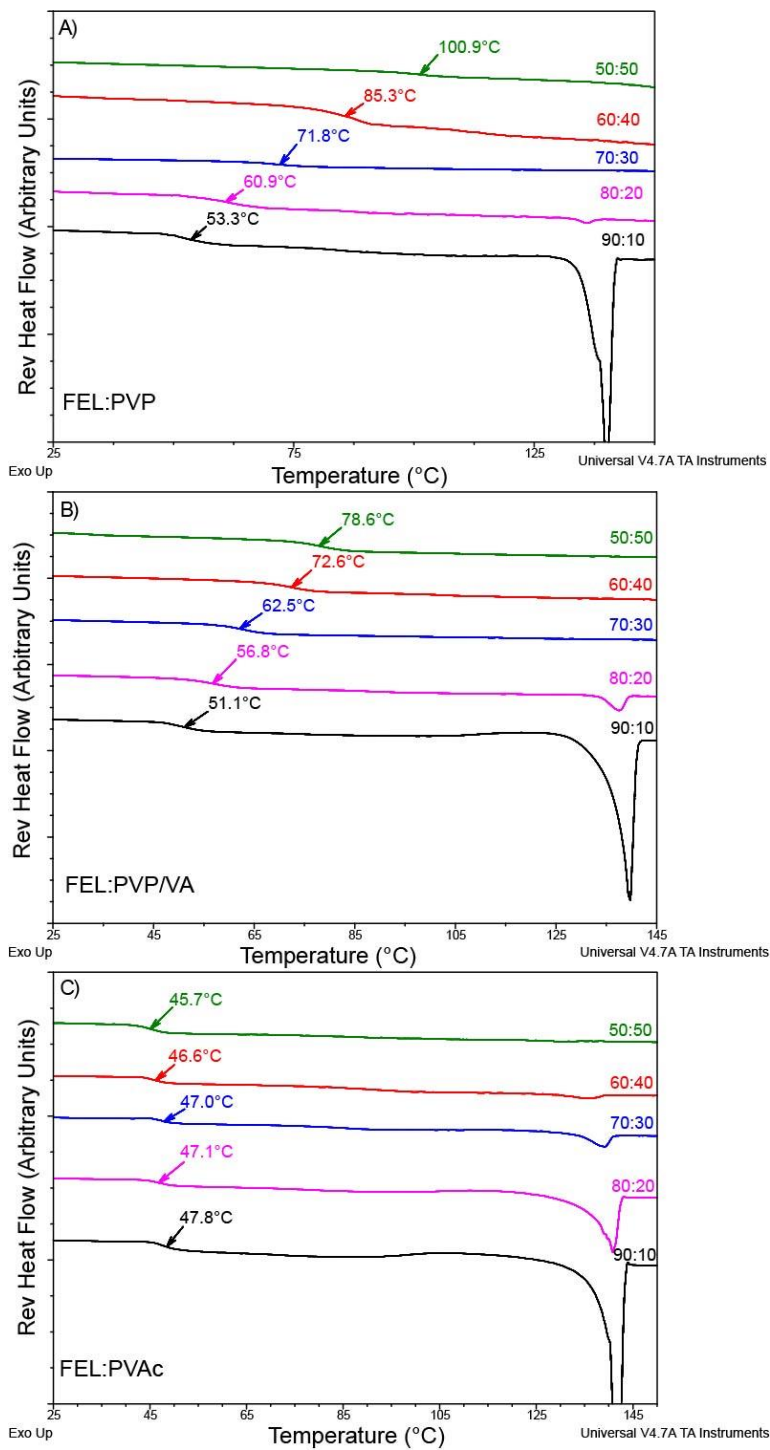 A)
100.9°C
50:50
85.3°C
60:40
71.8°C
70:30
60.9°C
80:20
53.3°C
90:10
Rev Heat Flow (Arbitrary Units)
FEL:PVP
25 75 125
Exo Up Temperature (°C) Universal V4.7A TA Instruments
B)
78.6°C
50:50
72.6°C
60:40
62.5°C
70:30
56.8°C
80:20
51.1°C
90:10
Rev Heat Flow (Arbitrary Units)
FEL:PVP/VA
25 45 65 85 105 125 145
Exo Up Temperature (°C) Universal V4.7A TA Instruments
C)
45.7°C
50:50
46.6°C
60:40
47.0°C
70:30
47.1°C
80:20
47.8°C
90:10
Rev Heat Flow (Arbitrary Units)
FEL:PVAc
25 45 65 85 105 125 145
Exo Up Temperature (°C) Universal V4.7A TA Instruments